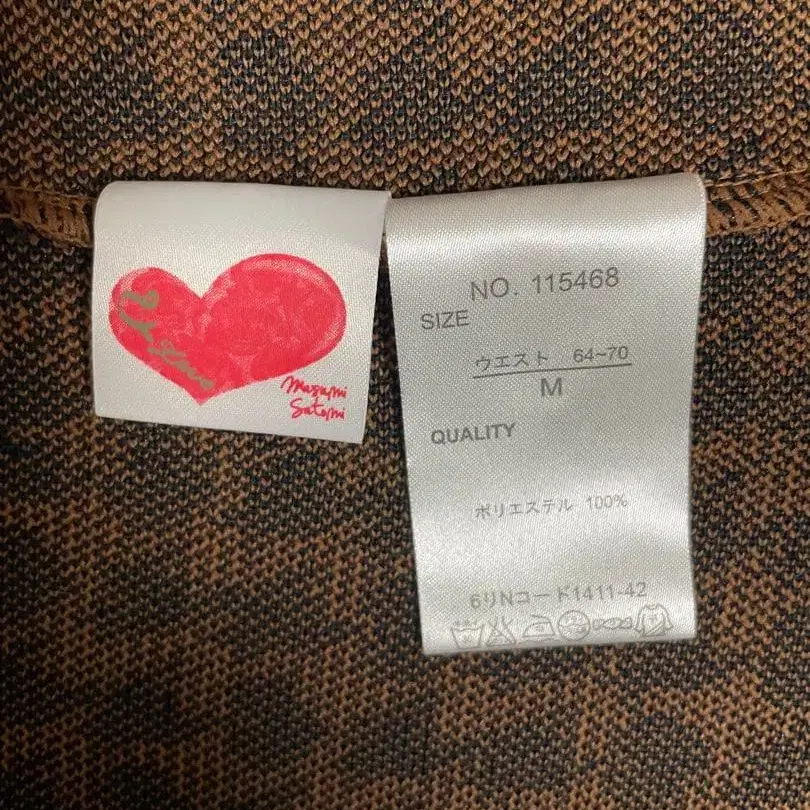 Masami
Satomi
NO. 115468
SIZE
ウエスト 64~70
M
QUALITY
ポリエステル 100%
6リNコード1411-42